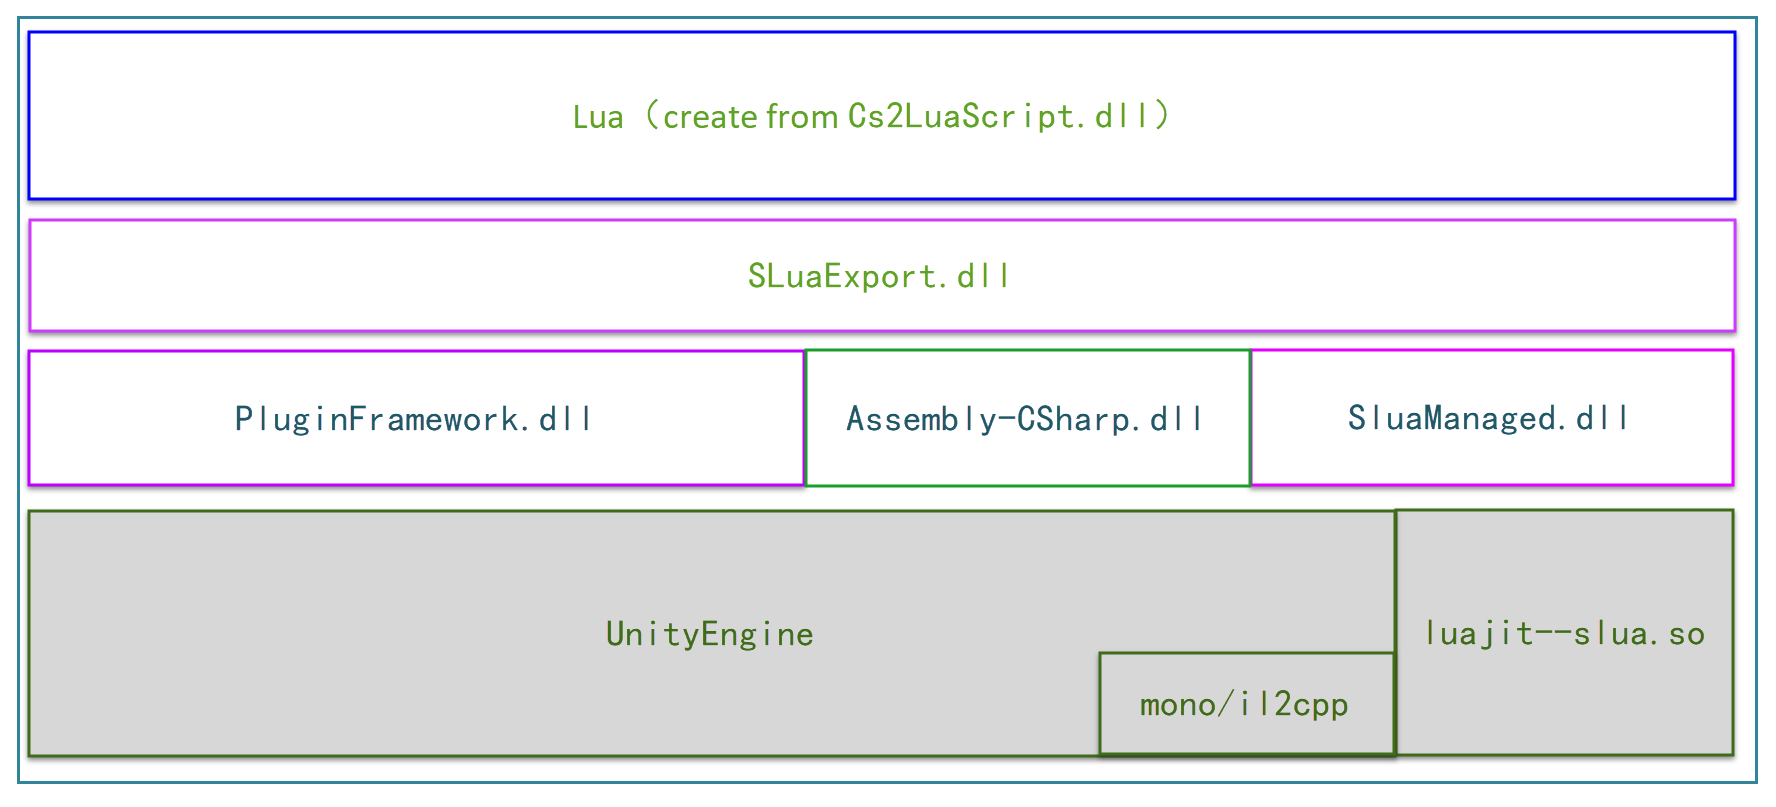 Lua（create from Cs2LuaScript.dll）
SLuaExport.dll
PluginFramework.dll
Assembly-CSharp.dll
SluaManaged.dll
UnityEngine
luajit--slua.so
mono/il2cpp